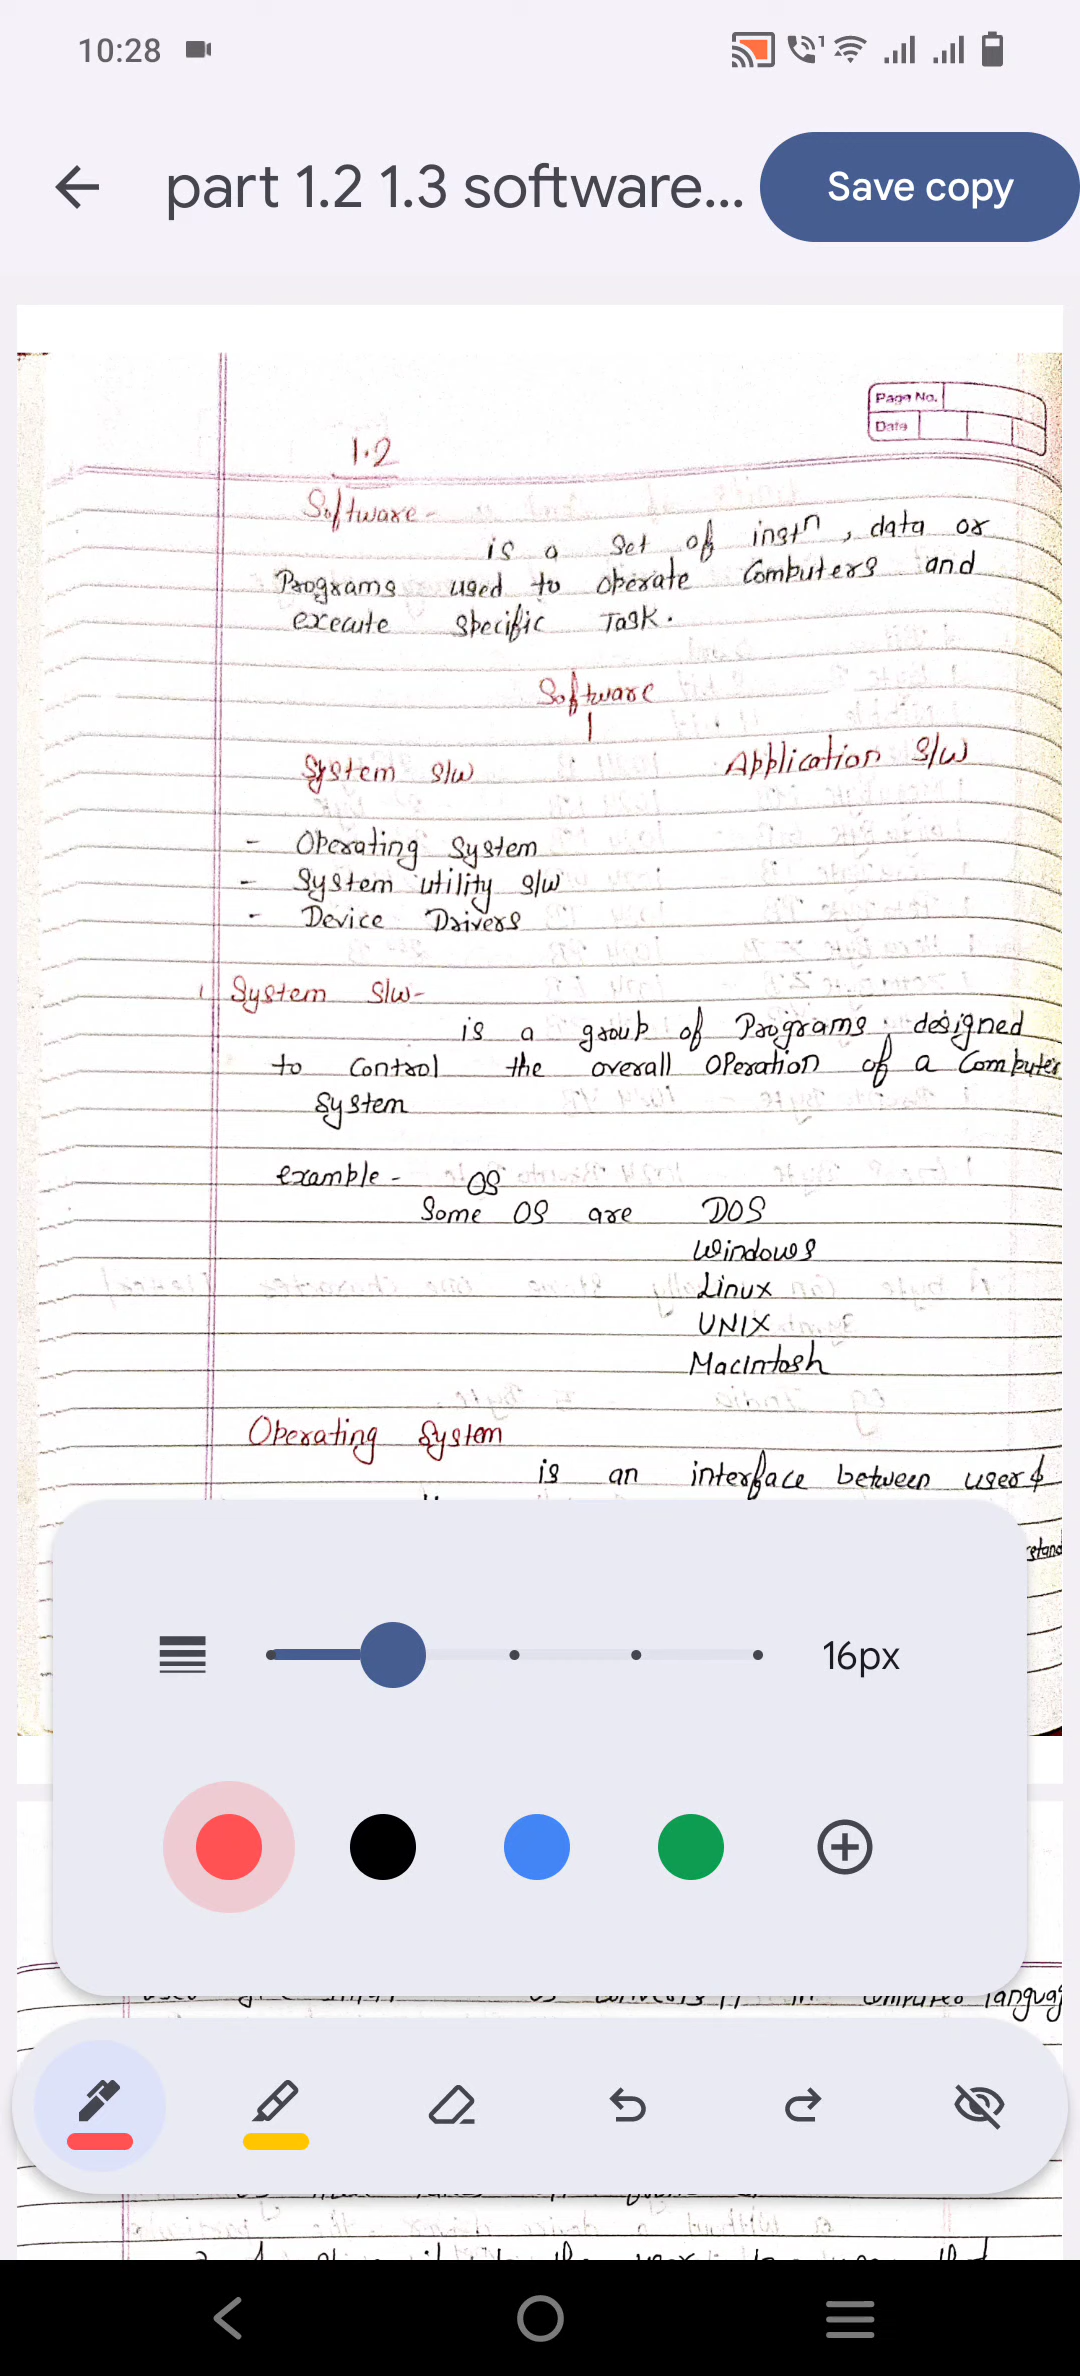 10:28
part 1.2 1.3 software...
Save copy
Page No.
Date
1.2
Software -
is a set of instn, data or
Programs used to operate Computers and
execute specific Task.
Software
System s/w
Application s/w
- Operating System
- System utility s/w
- Device Drivers
1 System s/w-
is a group of Programs designed
to Control the overall Operation of a Computer
System
example - OS
Some OS are DOS
Windows
Linux
UNIX
Macintosh
Operating System
is an interface between user &
16px